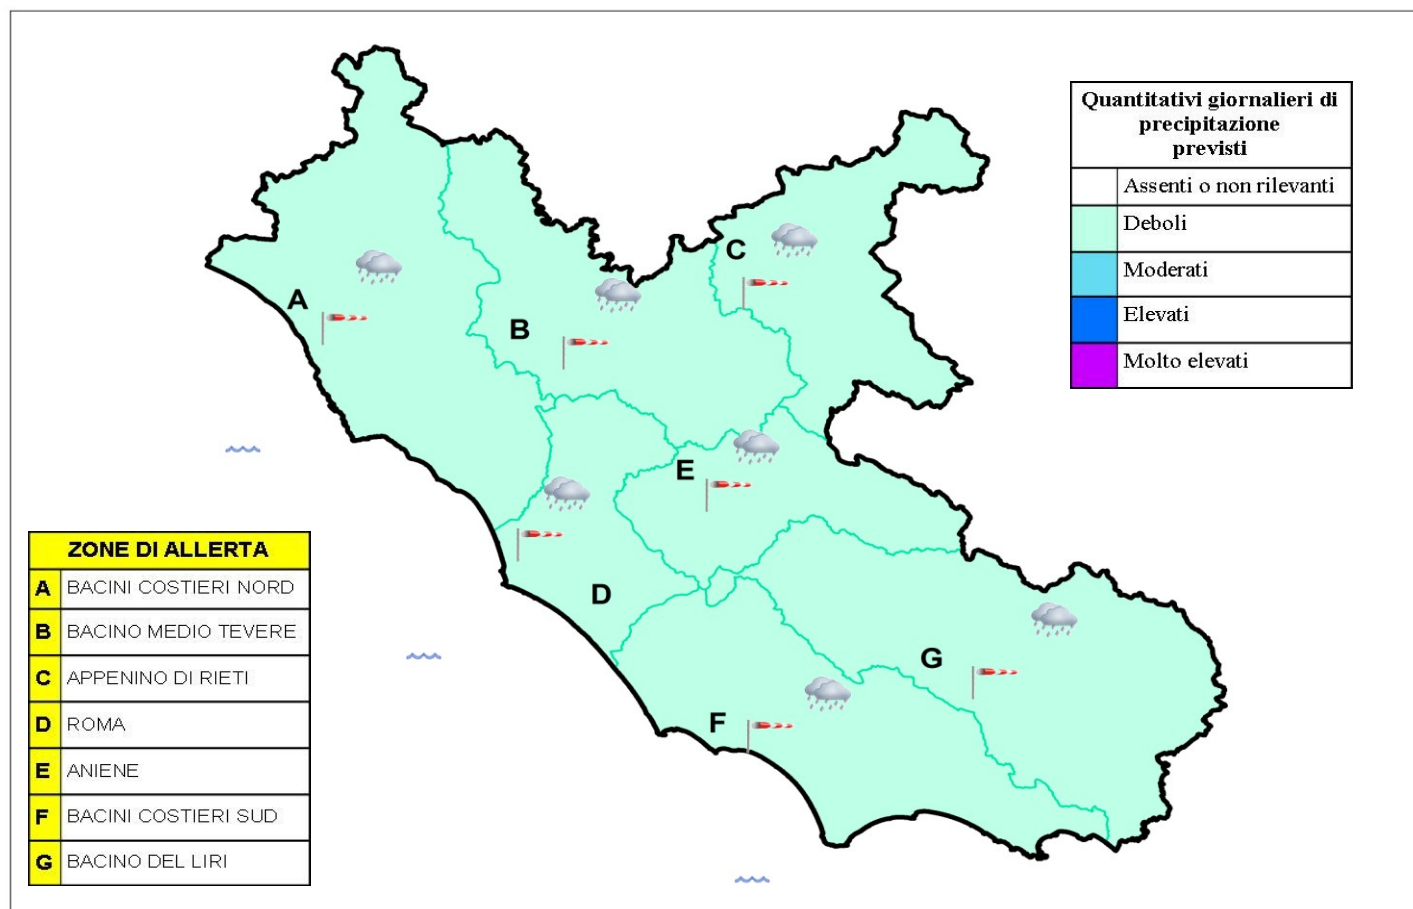 Quantitativi giornalieri di
precipitazione
previsti
Assenti o non rilevanti
Deboli
Moderati
Elevati
Molto elevati
C
A
B
E
D
G
F
ZONE DI ALLERTA
A BACINI COSTIERI NORD
B BACINO MEDIO TEVERE
C APPENINO DI RIETI
D ROMA
E ANIENE
F BACINI COSTIERI SUD
G BACINO DEL LIRI